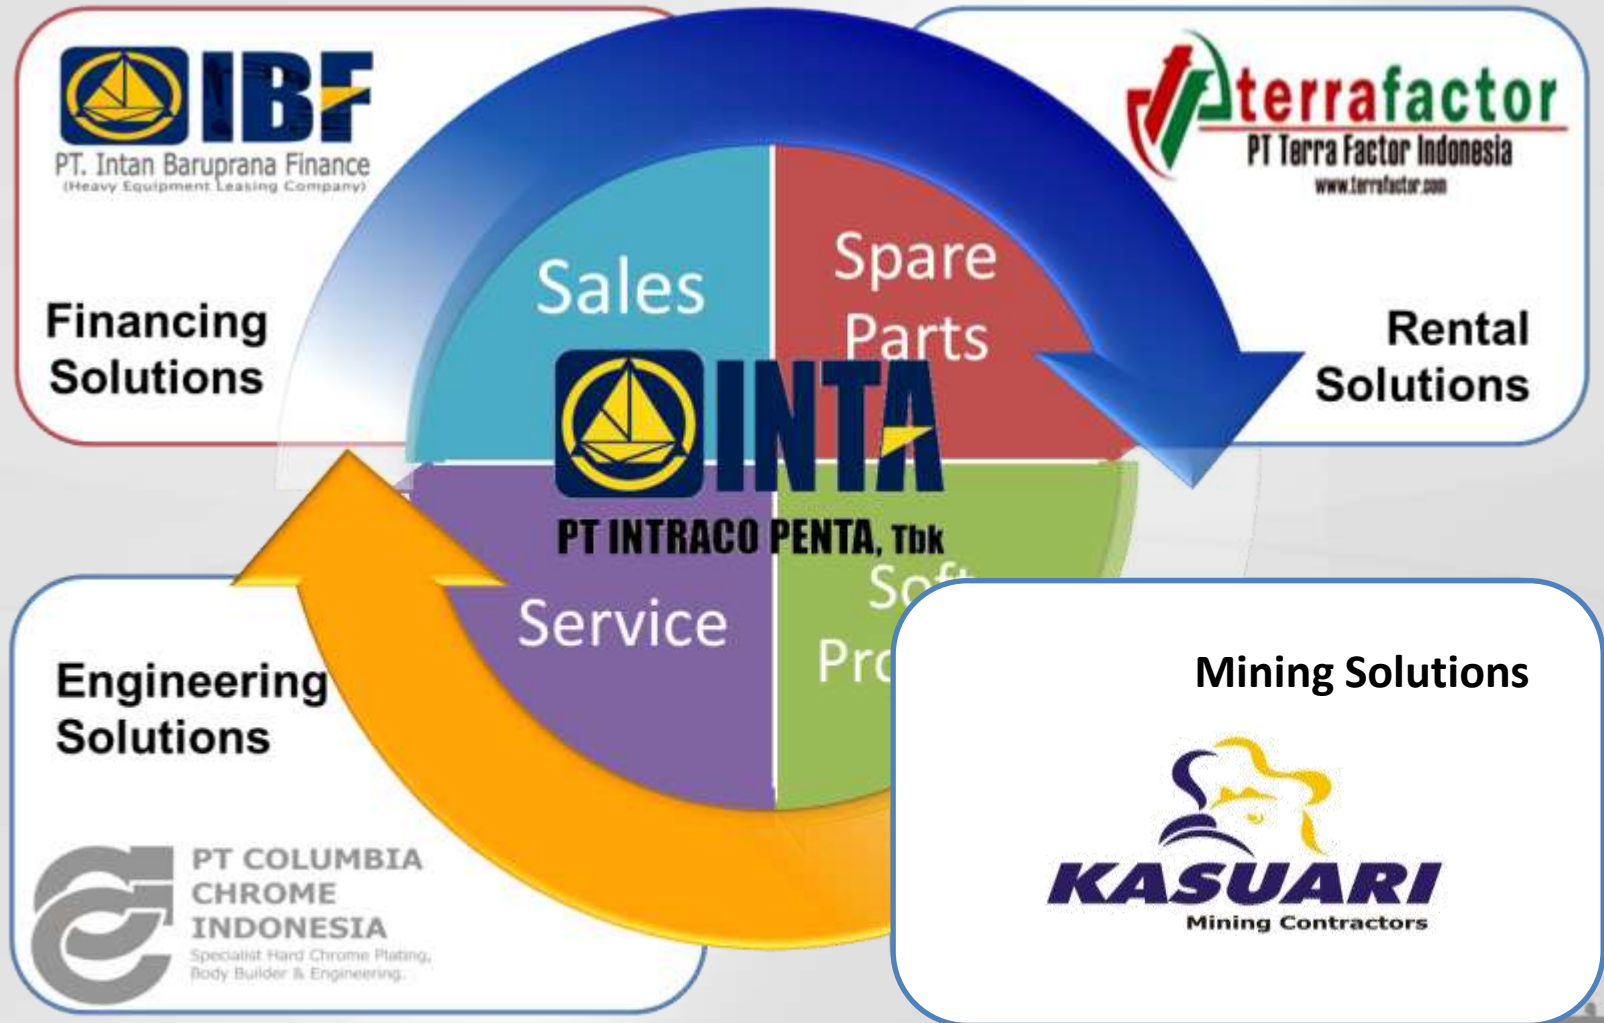 IBF
PT. Intan Baruprana Finance
(Heavy Equipment Leasing Company)
Financing
Solutions
terrafactor
PT Terra Factor Indonesia
www.terrafactor.com
Rental
Solutions
Sales
Spare
Parts
INTA
PT INTRACO PENTA, Tbk
Service
Soft
Engineering
Solutions
PT COLUMBIA
CHROME
INDONESIA
Specialist Hard Chrome Plating,
Body Builder & Engineering.
Mining Solutions
KASUARI
Mining Contractors